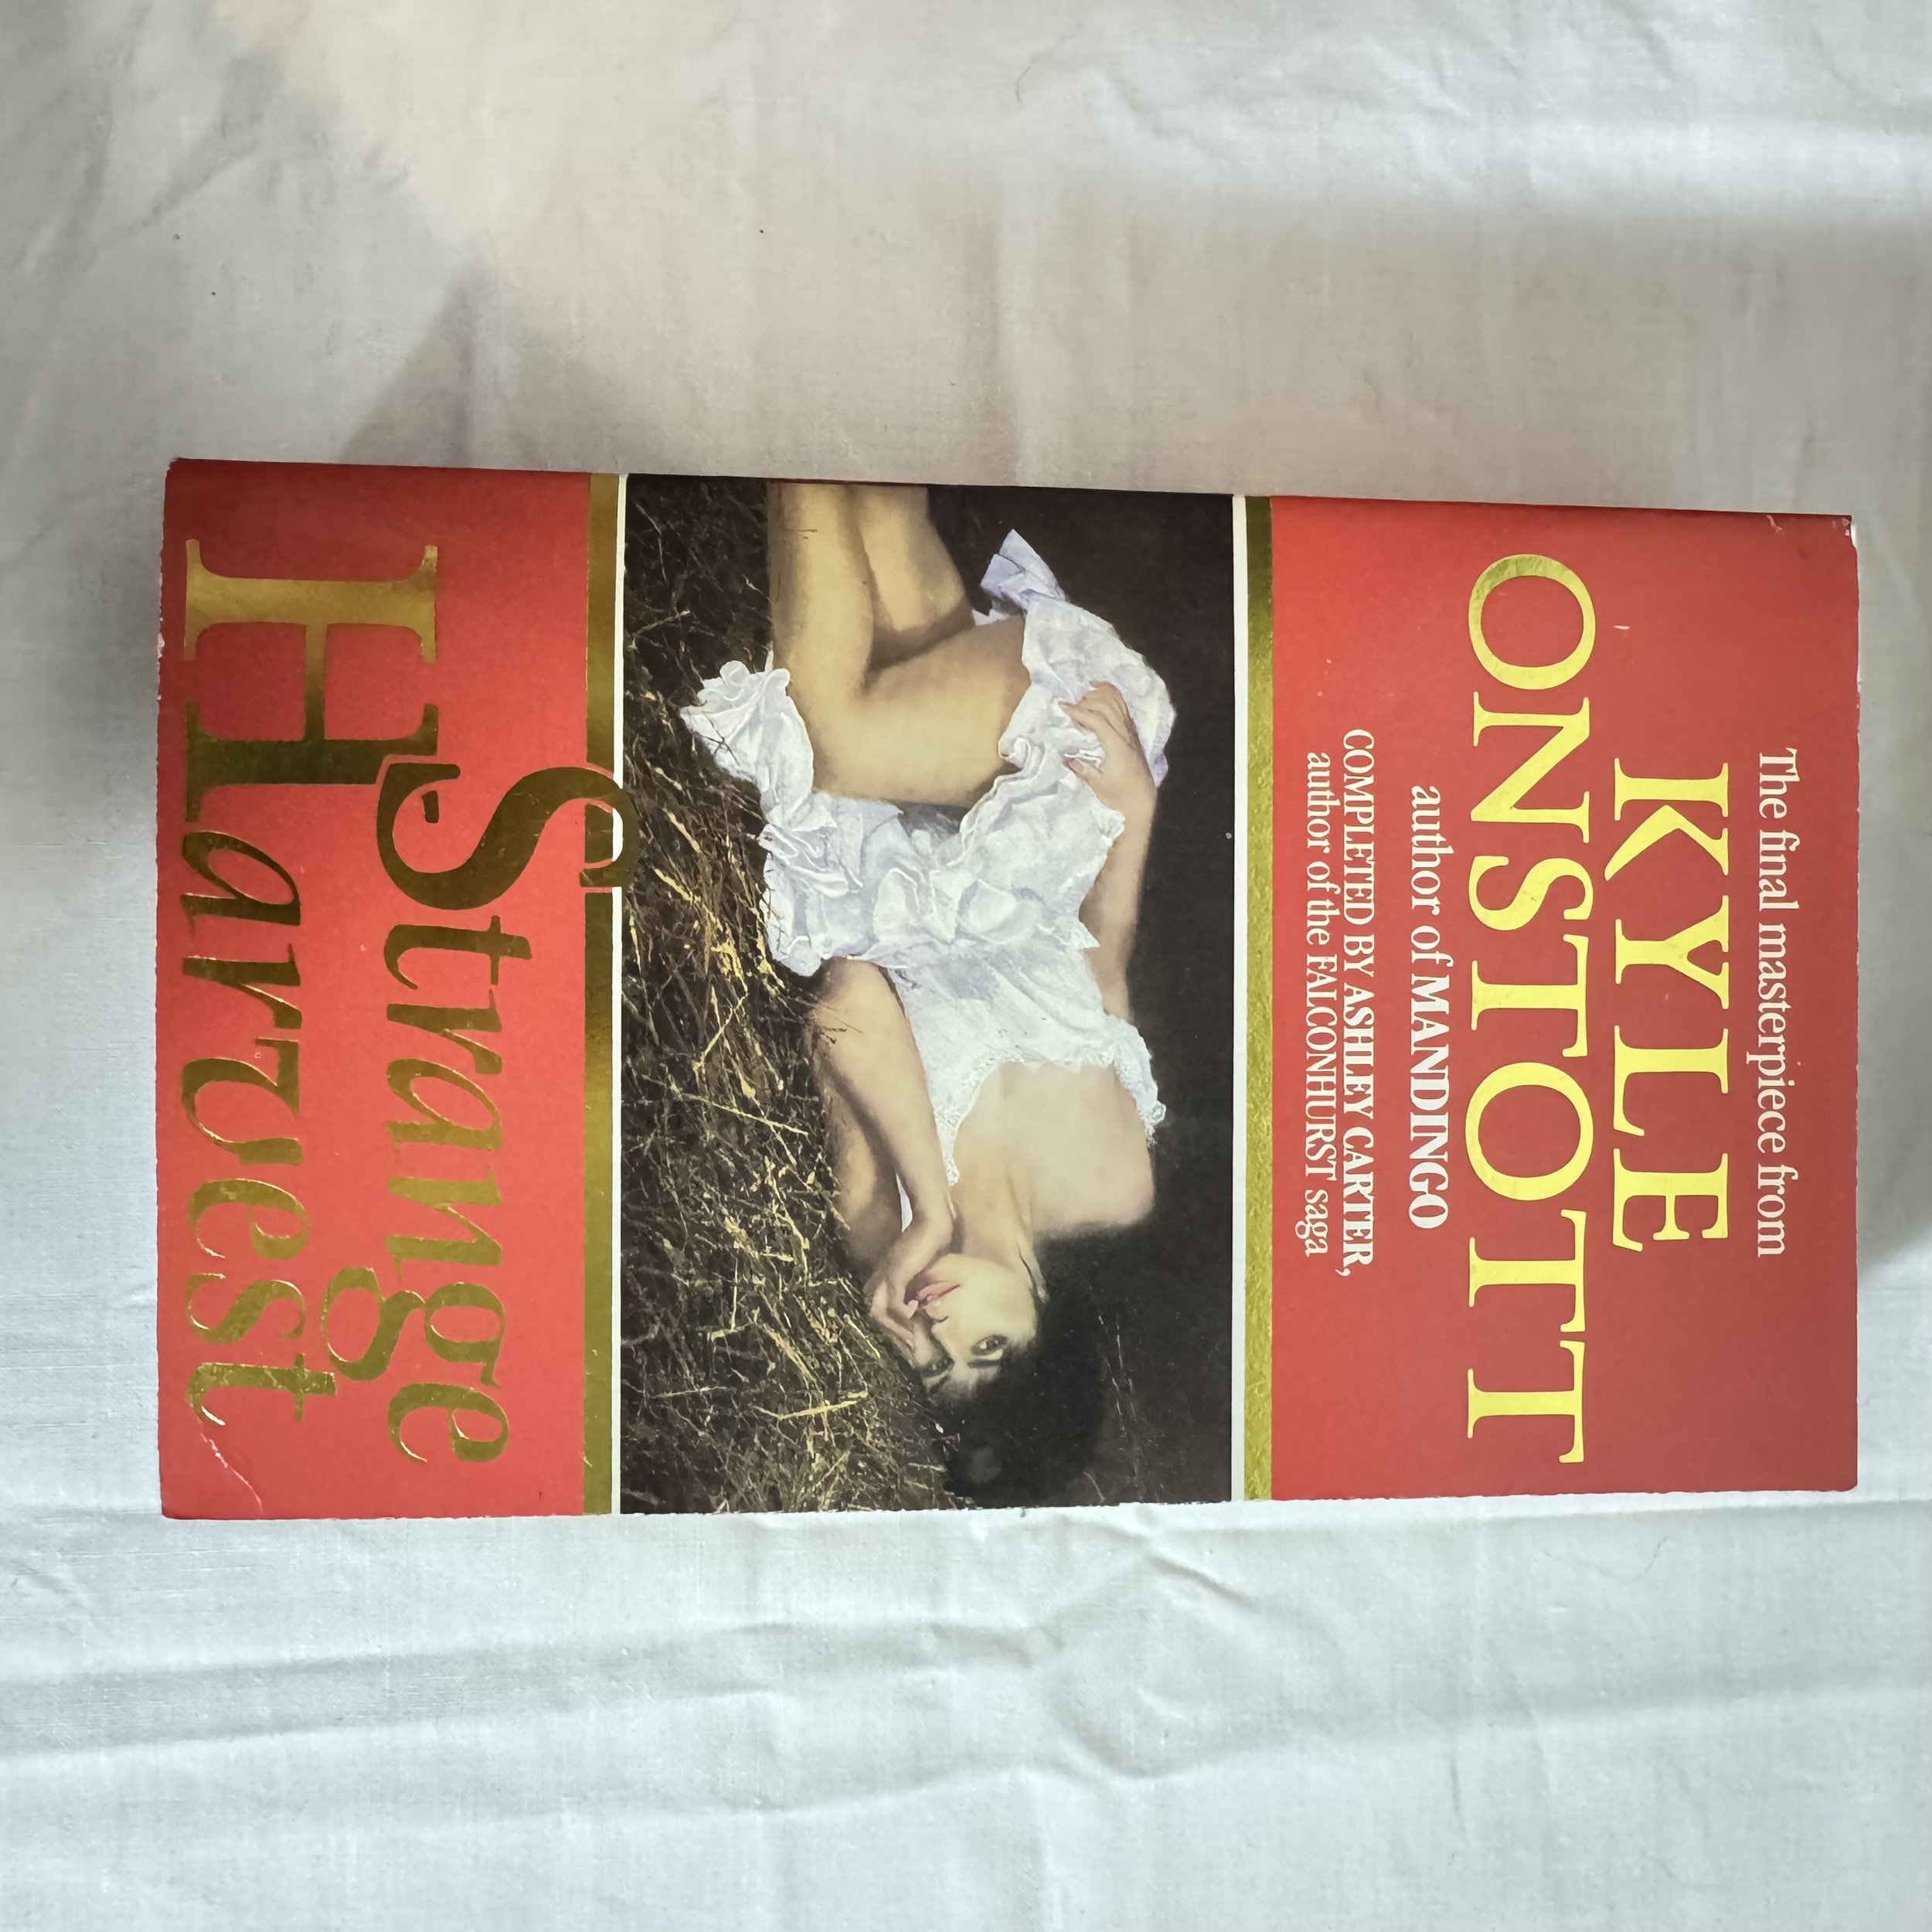 The final masterpiece from
KYLE
ONSTOTT
author of MANDINGO
COMPLETED BY ASHLEY CARTER,
author of the FALCONHURST saga
Strange
Harvest